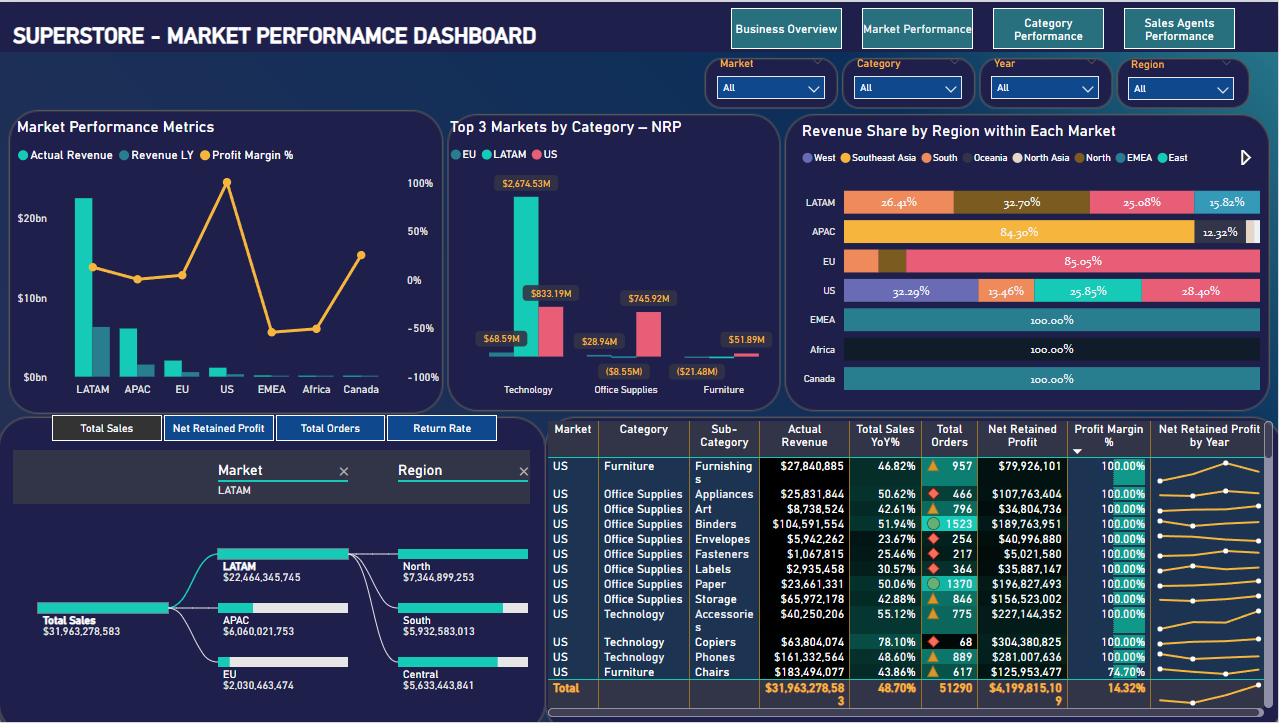 SUPERSTORE - MARKET PERFORNAMCE DASHBOARD
Business Overview
Market Performance
Category
Performance
Sales Agents
Performance
Market
All
Category
All
Year
All
Region
All
Market Performance Metrics
Actual Revenue Revenue LY Profit Margin %
$20bn
$10bn
$0bn
100%
50%
0%
-50%
-100%
LATAM APAC EU US EMEA Africa Canada
Top 3 Markets by Category – NRP
EU LATAM US
$2,674.53M
$833.19M
$745.92M
$68.59M
$28.94M
$51.89M
($8.55M)
($21.48M)
Technology Office Supplies Furniture
Revenue Share by Region within Each Market
West Southeast Asia South Oceania North Asia North EMEA East
LATAM 26.41% 32.70% 25.08% 15.82%
APAC 84.30% 12.32%
EU 85.05%
US 32.29% 13.46% 25.85% 28.40%
EMEA 100.00%
Africa 100.00%
Canada 100.00%
Total Sales Net Retained Profit Total Orders Return Rate
Market
LATAM
Region
Total Sales
$31,963,278,583
LATAM
$22,464,345,745
APAC
$6,060,021,753
EU
$2,030,463,474
North
$7,344,899,253
South
$5,932,583,013
Central
$5,633,443,841
Market Category Sub-
Category Actual
Revenue Total Sales
YoY% Total
Orders Net Retained
Profit Profit Margin
% Net Retained Profit
by Year
US Furniture Furnishing
s $27,840,885 46.82% 957 $79,926,101 100.00%
US Office Supplies Appliances $25,831,844 50.62% 466 $107,763,404 100.00%
US Office Supplies Art $8,738,524 42.61% 796 $34,804,736 100.00%
US Office Supplies Binders $104,591,554 51.94% 1523 $189,763,951 100.00%
US Office Supplies Envelopes $5,942,262 23.67% 254 $40,996,880 100.00%
US Office Supplies Fasteners $1,067,815 25.46% 217 $5,021,580 100.00%
US Office Supplies Labels $2,935,458 30.57% 364 $35,887,147 100.00%
US Office Supplies Paper $23,661,331 50.06% 1370 $196,827,493 100.00%
US Office Supplies Storage $65,972,178 42.88% 846 $156,523,002 100.00%
US Technology Accessorie
s $40,250,206 55.12% 775 $227,144,352 100.00%
US Technology Copiers $63,804,074 78.10% 68 $304,380,825 100.00%
US Technology Phones $161,332,564 48.60% 889 $281,007,636 100.00%
US Furniture Chairs $183,494,077 43.86% 617 $125,953,477 74.70%
Total $31,963,278,58
3 48.70% 51290 $4,199,815,10
9 14.32%